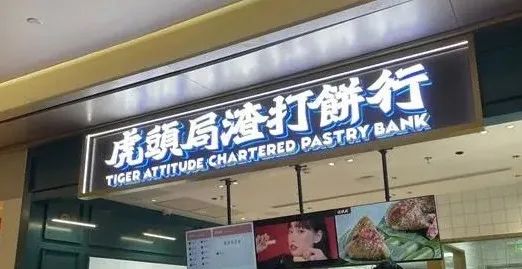 虎頭局渣打餅行
TIGER ATTITUDE CHARTERED PASTRY BANK